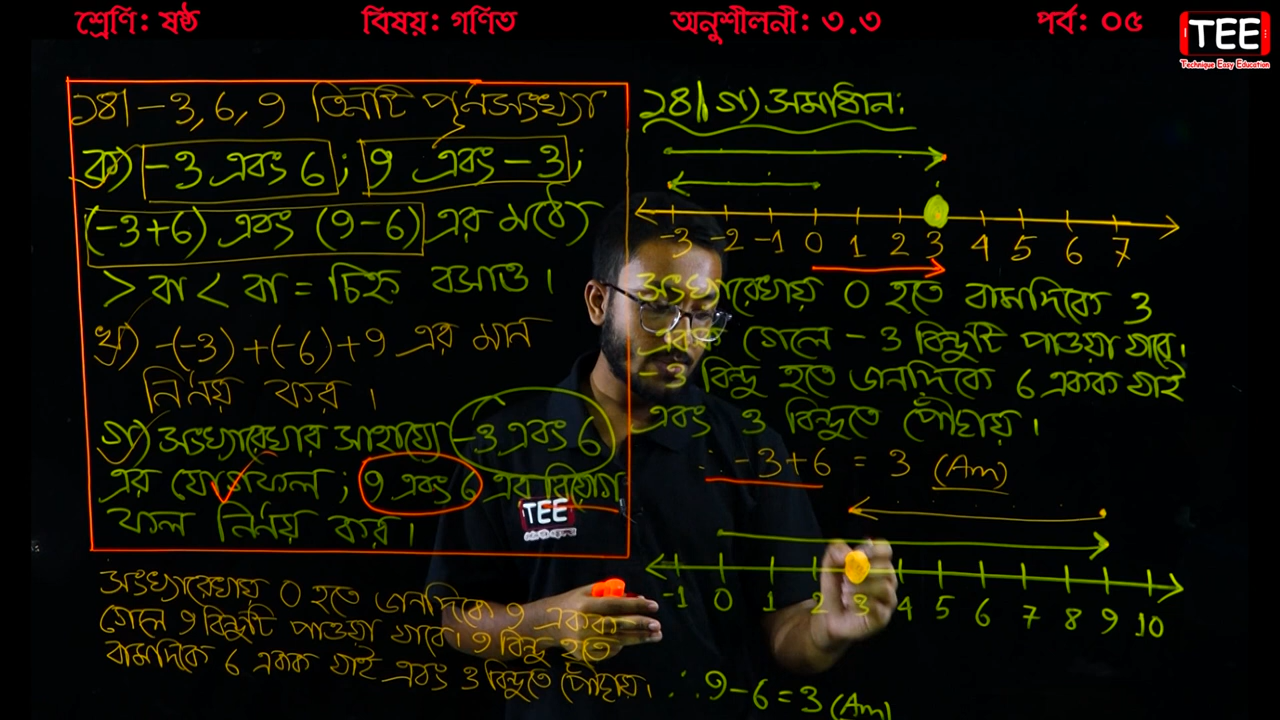 শ্রেণি: ষষ্ঠ বিষয়: গণিত অনুশীলনী: ৩.৩ পর্ব: ০৫
TEE
Technique Easy Education
১৪। -3, 6, 9 তিনটি পূর্ণসংখ্যা
ক) -3 এবং 6 ; 9 এবং -3 ;
(-3+6) এবং (9-6) এর মধ্যে
> বা < বা = চিহ্ন বসাও।
খ) -(-3)+(-6)+9 এর মান
নির্ণয় কর।
গ) সংখ্যারেখার সাহায্যে -3 এবং 6
এর যোগফল ; 9 এবং 6 এর বিয়োগ
ফল নির্ণয় কর।
সংখ্যারেখায় 0 হতে ডানদিকে 9 একক
গেলে 9 বিন্দুটি পাওয়া যাবে। 9 বিন্দু হতে
বামদিকে 6 একক যাই এবং 3 বিন্দুতে পৌছায়।
১৪। গ) সমাধান:
-3 -2 -1 0 1 2 3 4 5 6 7
সংখ্যারেখায় 0 হতে বামদিকে 3
একক গেলে -3 বিন্দুটি পাওয়া যাবে।
-3 বিন্দু হতে ডানদিকে 6 একক যাই
এবং 3 বিন্দুতে পৌছায়।
∴ -3+6 = 3 (Ans)
-1 0 1 2 3 4 5 6 7 8 9 10
∴ 9-6=3 (Ans)
TEE